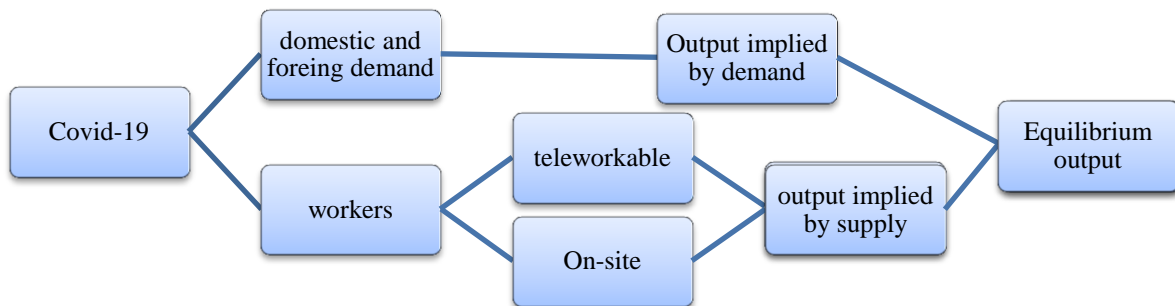 domestic and
foreing demand
Output implied
by demand
Covid-19
teleworkable
Equilibrium
output
workers
output implied
by supply
On-site